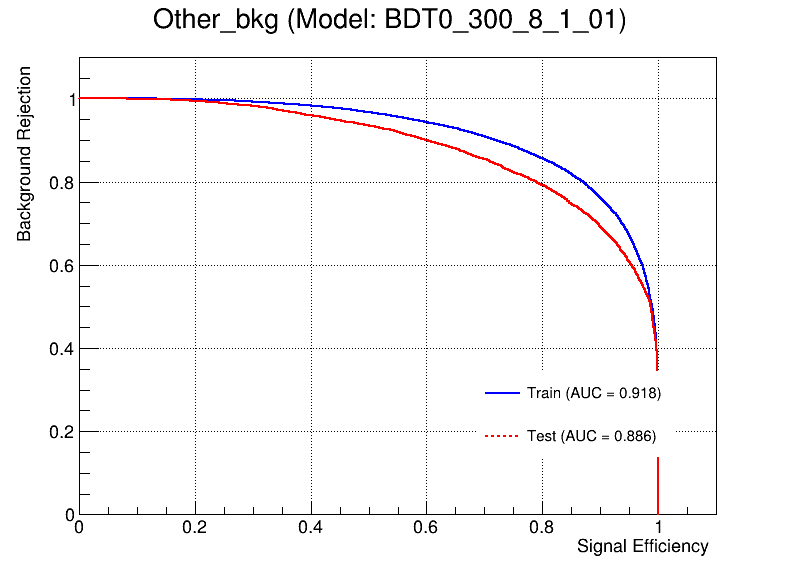 Other_bkg (Model: BDT0_300_8_1_01)
Background Rejection
1
0.8
0.6
0.4
0.2
0
Train (AUC = 0.918)
Test (AUC = 0.886)
0 0.2 0.4 0.6 0.8 1
Signal Efficiency